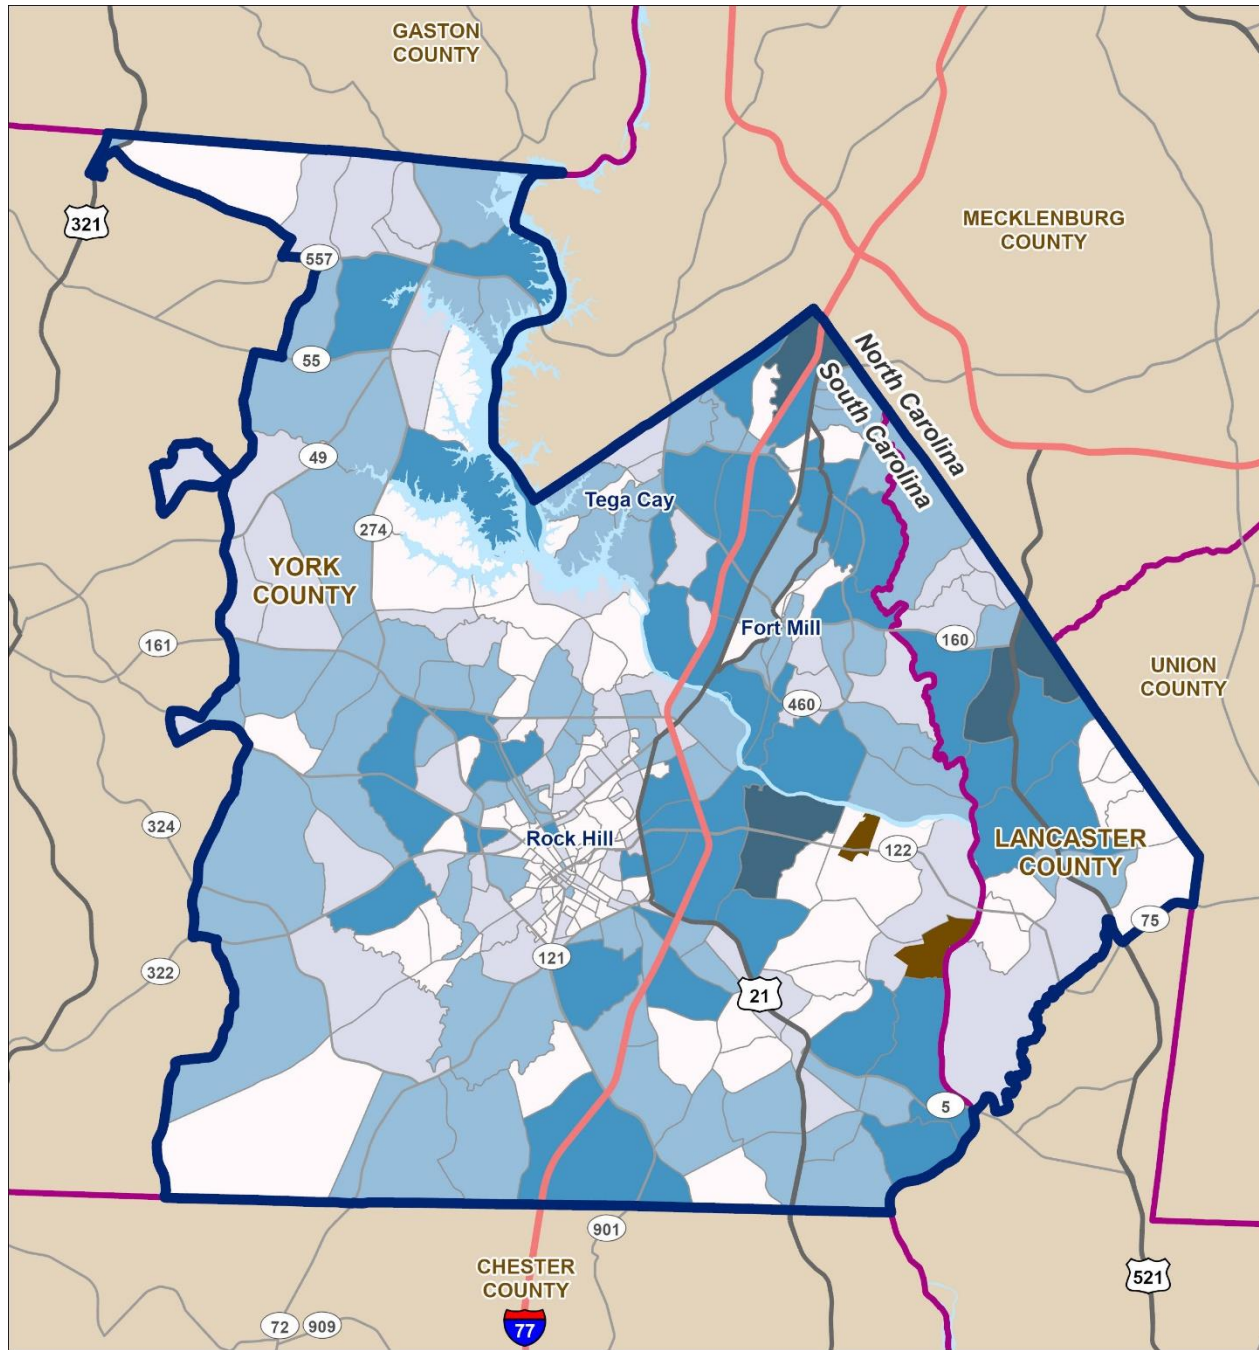 GASTON
COUNTY
321
MECKLENBURG
COUNTY
557
North Carolina
South Carolina
55
49
Tega Cay
274
YORK
COUNTY
161
Fort Mill
160
UNION
COUNTY
460
324
Rock Hill
122
LANCASTER
COUNTY
75
322
121
21
5
901
CHESTER
COUNTY
521
72
909
77